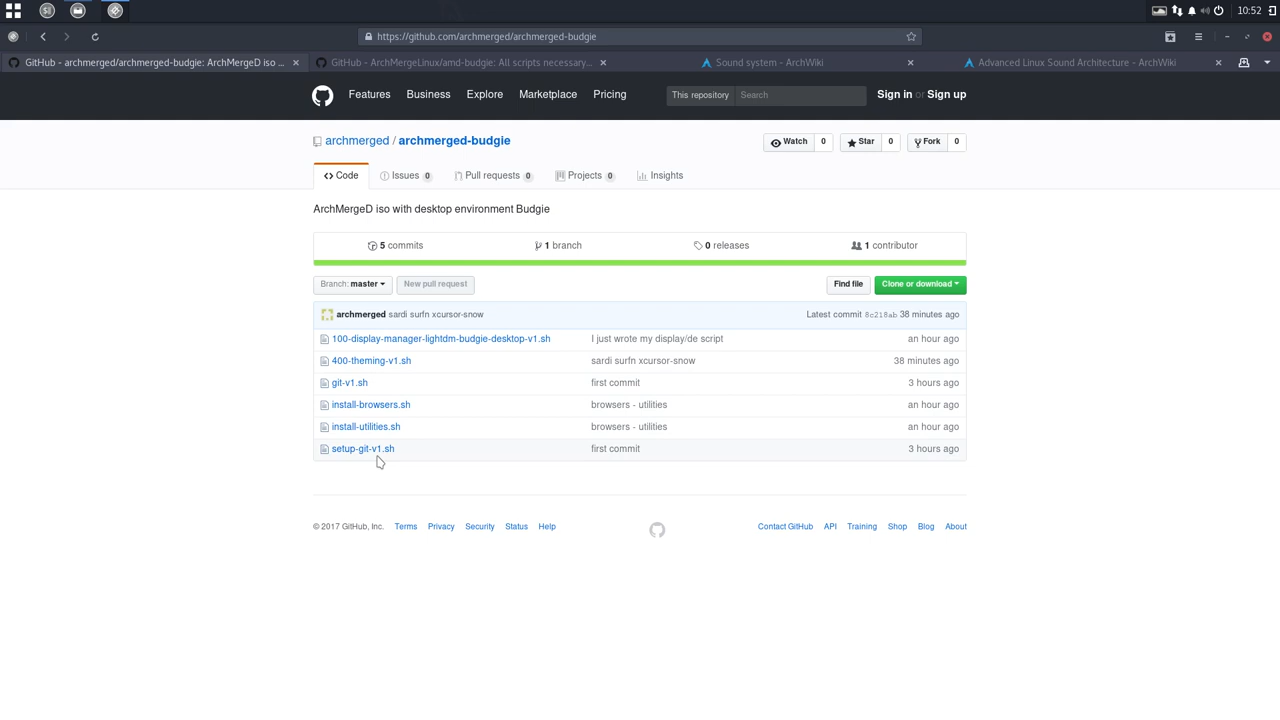 10:52
https://github.com/archmerged/archmerged-budgie
GitHub - archmerged/archmerged-budgie: ArchMergeD iso ...
GitHub - ArchMergeLinux/amd-budgie: All scripts necessary...
Sound system - ArchWiki
Advanced Linux Sound Architecture - ArchWiki
Features Business Explore Marketplace Pricing This repository Search Sign in or Sign up
archmerged / archmerged-budgie Watch 0 Star 0 Fork 0
Code Issues 0 Pull requests 0 Projects 0 Insights
ArchMergeD iso with desktop environment Budgie
5 commits 1 branch 0 releases 1 contributor
Branch: master New pull request Find file Clone or download
archmerged sardi surfn xcursor-snow Latest commit 8c218ab 38 minutes ago
100-display-manager-lightdm-budgie-desktop-v1.sh I just wrote my display/de script an hour ago
400-theming-v1.sh sardi surfn xcursor-snow 38 minutes ago
git-v1.sh first commit 3 hours ago
install-browsers.sh browsers - utilities an hour ago
install-utilities.sh browsers - utilities an hour ago
setup-git-v1.sh first commit 3 hours ago
© 2017 GitHub, Inc. Terms Privacy Security Status Help Contact GitHub API Training Shop Blog About